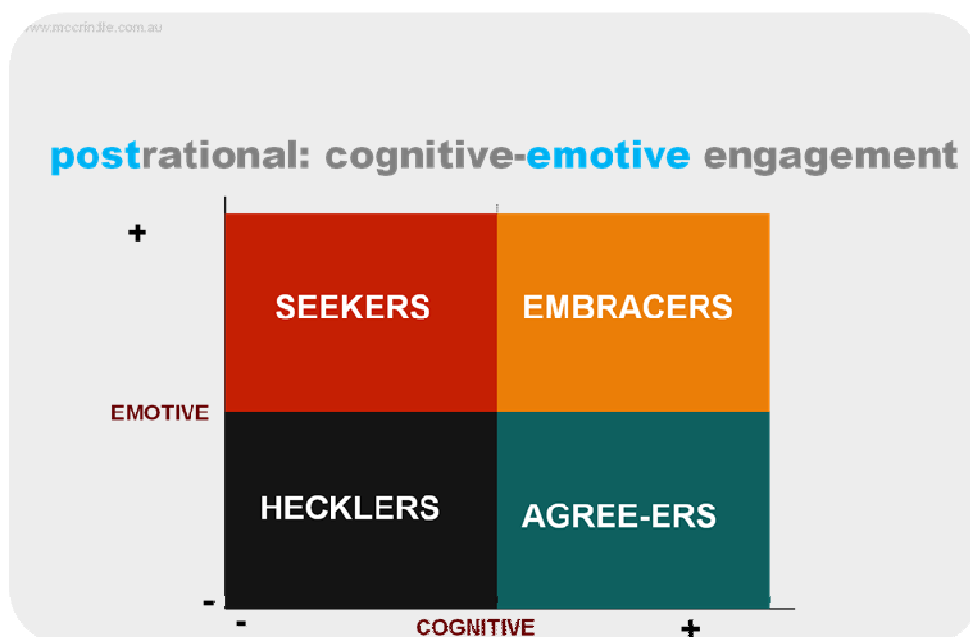 www.mccrindle.com.au
postrational: cognitive-emotive engagement
+
SEEKERS
EMBRACERS
EMOTIVE
HECKLERS
AGREE-ERS
-
-
COGNITIVE
+